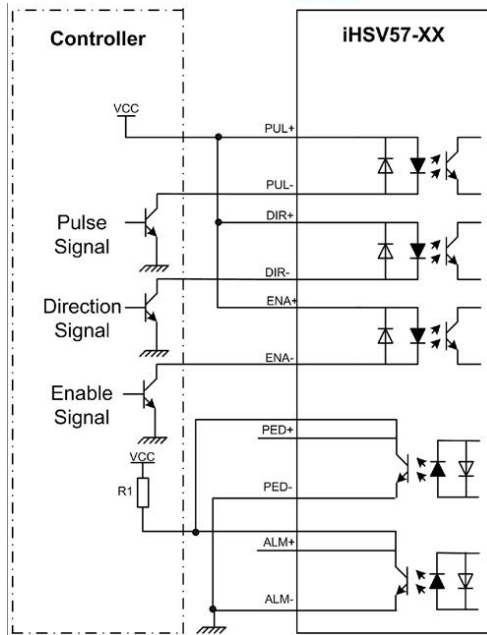 Controller
iHSV57-XX
VCC
PUL+
PUL-
Pulse
Signal
DIR+
DIR-
Direction
Signal
ENA+
ENA-
Enable
Signal
PED+
VCC
R1
PED-
ALM+
ALM-